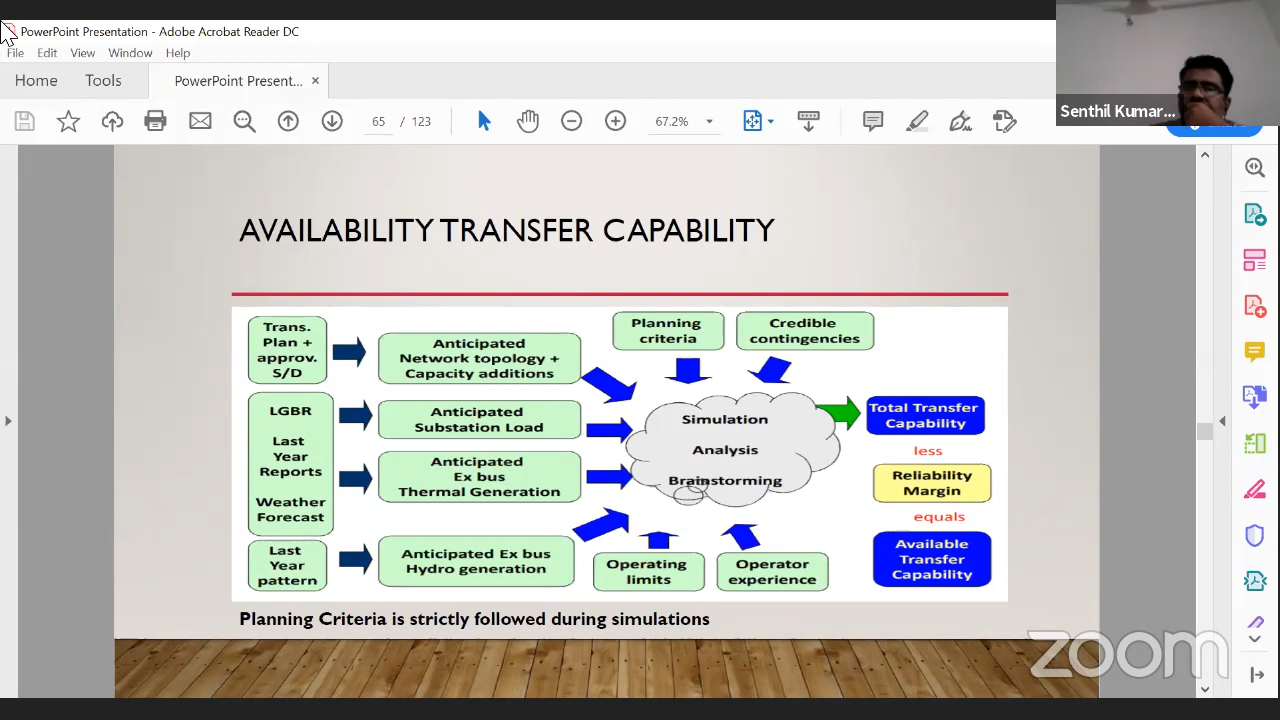 PowerPoint Presentation - Adobe Acrobat Reader DC
File Edit View Window Help
Home Tools PowerPoint Present... ×
65 / 123 67.2%
Senthil Kumar...
AVAILABILITY TRANSFER CAPABILITY
Trans.
Plan +
approv.
S/D
Anticipated
Network topology +
Capacity additions
Planning
criteria
Credible
contingencies
LGBR
Last
Year
Reports
Weather
Forecast
Anticipated
Substation Load
Anticipated
Ex bus
Thermal Generation
Simulation
Analysis
Brainstorming
Total Transfer
Capability
less
Reliability
Margin
equals
Available
Transfer
Capability
Last
Year
pattern
Anticipated Ex bus
Hydro generation
Operating
limits
Operator
experience
Planning Criteria is strictly followed during simulations
zoom